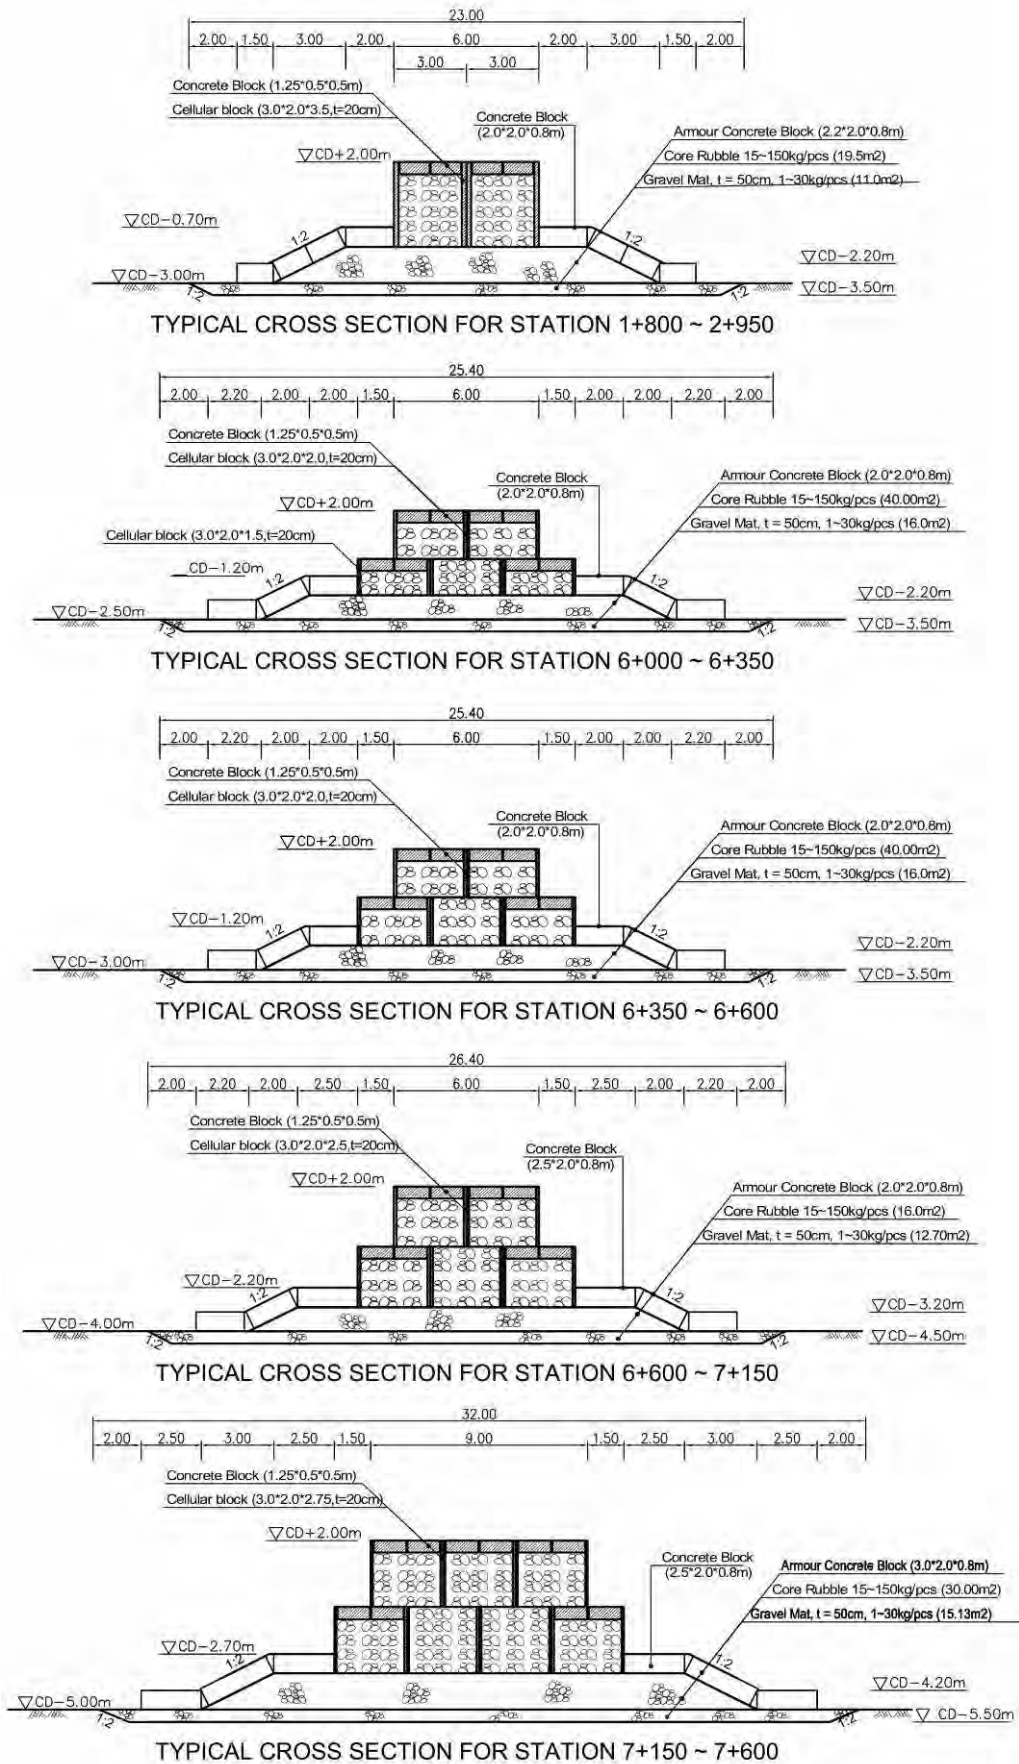 23.00
2.00 1.50 3.00 2.00 6.00 2.00 3.00 1.50 2.00
3.00 3.00
Concrete Block (1.25*0.5*0.5m)
Cellular block (3.0*2.0*3.5,t=20cm)
Concrete Block
(2.0*2.0*0.8m)
Armour Concrete Block (2.2*2.0*0.8m)
Core Rubble 15~150kg/pcs (19.5m2)
Gravel Mat, t = 50cm, 1~30kg/pcs (11.0m2)
▽CD+2.00m
▽CD-0.70m
1:2 1:2
▽CD-2.20m
▽CD-3.00m
▽CD-3.50m
1:2 1:2
TYPICAL CROSS SECTION FOR STATION 1+800 ~ 2+950
25.40
2.00 2.20 2.00 2.00 1.50 6.00 1.50 2.00 2.00 2.20 2.00
Concrete Block (1.25*0.5*0.5m)
Cellular block (3.0*2.0*2.0,t=20cm)
Concrete Block
(2.0*2.0*0.8m)
Armour Concrete Block (2.0*2.0*0.8m)
Core Rubble 15~150kg/pcs (40.00m2)
Gravel Mat, t = 50cm, 1~30kg/pcs (16.0m2)
▽CD+2.00m
Cellular block (3.0*2.0*1.5,t=20cm)
CD-1.20m
1:2 1:2
▽CD-2.20m
▽CD-2.50m
▽CD-3.50m
1:2 1:2
TYPICAL CROSS SECTION FOR STATION 6+000 ~ 6+350
25.40
2.00 2.20 2.00 2.00 1.50 6.00 1.50 2.00 2.00 2.20 2.00
Concrete Block (1.25*0.5*0.5m)
Cellular block (3.0*2.0*2.0,t=20cm)
Concrete Block
(2.0*2.0*0.8m)
Armour Concrete Block (2.0*2.0*0.8m)
Core Rubble 15~150kg/pcs (40.00m2)
Gravel Mat, t = 50cm, 1~30kg/pcs (16.0m2)
▽CD+2.00m
▽CD-1.20m
1:2 1:2
▽CD-2.20m
▽CD-3.00m
▽CD-3.50m
1:2 1:2
TYPICAL CROSS SECTION FOR STATION 6+350 ~ 6+600
26.40
2.00 2.20 2.00 2.50 1.50 6.00 1.50 2.50 2.00 2.20 2.00
Concrete Block (1.25*0.5*0.5m)
Cellular block (3.0*2.0*2.5,t=20cm)
Concrete Block
(2.5*2.0*0.8m)
Armour Concrete Block (2.0*2.0*0.8m)
Core Rubble 15~150kg/pcs (16.0m2)
Gravel Mat, t = 50cm, 1~30kg/pcs (12.70m2)
▽CD+2.00m
▽CD-2.20m
1:2 1:2
▽CD-3.20m
▽CD-4.00m
▽CD-4.50m
1:2 1:2
TYPICAL CROSS SECTION FOR STATION 6+600 ~ 7+150
32.00
2.00 2.50 3.00 2.50 1.50 9.00 1.50 2.50 3.00 2.50 2.00
Concrete Block (1.25*0.5*0.5m)
Cellular block (3.0*2.0*2.75,t=20cm)
▽CD+2.00m
Concrete Block
(2.5*2.0*0.8m)
Armour Concrete Block (3.0*2.0*0.8m)
Core Rubble 15~150kg/pcs (30.00m2)
Gravel Mat, t = 50cm, 1~30kg/pcs (15.13m2)
▽CD-2.70m
1:2 1:2
▽CD-4.20m
▽CD-5.00m
▽ CD-5.50m
1:2 1:2
TYPICAL CROSS SECTION FOR STATION 7+150 ~ 7+600